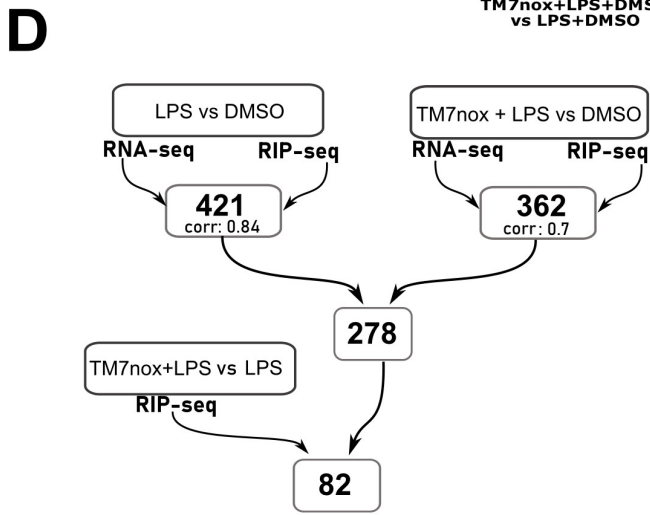 D
TM7nox+LPS+DMS
vs LPS+DMSO
LPS vs DMSO
TM7nox + LPS vs DMSO
RNA-seq RIP-seq
RNA-seq RIP-seq
421
corr: 0.84
362
corr: 0.7
278
TM7nox+LPS vs LPS
RIP-seq
82